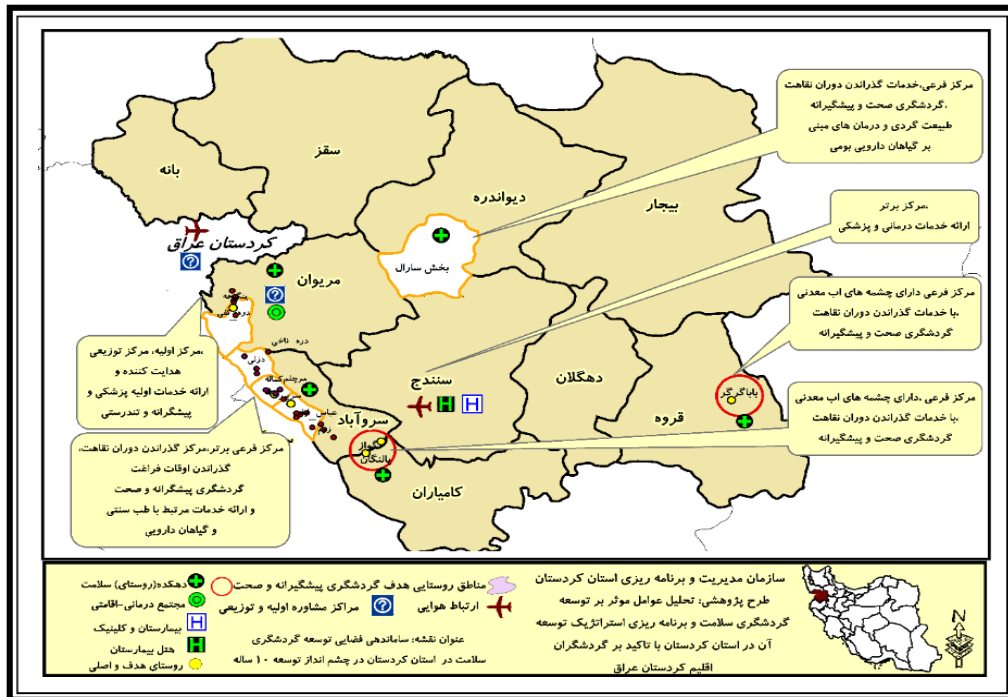 مرکز فرعی،خدمات گذراندن دوران نقاهت
،گردشگری صحت و پیشگیرانه
طبیعت گردی و درمان های مبنی
بر گیاهان دارویی بومی
،مرکز برتر
ارائه خدمات درمانی و پزشکی
مرکز فرعی دارای چشمه های اب معدنی
،با خدمات گذراندن دوران نقاهت
گردشگری صحت و پیشگیرانه
مرکز فرعی ،دارای چشمه های اب معدنی
،با خدمات گذراندن دوران نقاهت
گردشگری صحت و پیشگیرانه
،مرکز اولیه، مرکز توزیعی
هدایت کننده و
ارائه خدمات اولیه پزشکی و
پیشگرانه و تندرستی
مرکز فرعی برتر،مرکز گذراندن دوران نقاهت،
گذراندن اوقات فراغت
گردشگری پیشگرانه و صحت
و ارائه خدمات مرتبط با طب سنتی
و گیاهان دارویی
بانه
سقز
دیواندره
بیجار
کردستان عراق
بخش سارال
مریوان
دزلی
سنندج
دهگلان
قروه
باباگرگر
سروآباد
پالنگان
کامیاران
سازمان مدیریت و برنامه ریزی استان کردستان
طرح پژوهشی: تحلیل عوامل موثر بر توسعه
گردشگری سلامت و برنامه ریزی استراتژیک توسعه
آن در استان کردستان با تاکید بر گردشگران
اقلیم کردستان عراق
مناطق روستایی هدف گردشگری پیشگیرانه و صحت
ارتباط هوایی
مراکز مشاوره اولیه و توزیعی
عنوان نقشه: ساماندهی فضایی توسعه گردشگری
سلامت در استان کردستان در چشم انداز توسعه ۱۰ ساله
دهکده(روستای) سلامت
مجتمع درمانی-اقامتی
بیمارستان و کلینیک
هتل بیمارستان
روستای هدف و اصلی
N